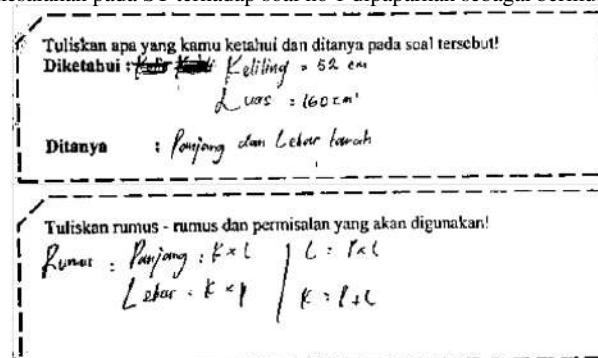 Tuliskan apa yang kamu ketahui dan ditanya pada soal tersebut!
Diketahui : Keliling = 52 cm
Luas = 160 cm²
Ditanya : Panjang dan Lebar tanah
Tuliskan rumus - rumus dan permisalan yang akan digunakan!
Rumus : Panjang : K × L | L : P × L
Lebar : K × P | K : P + L